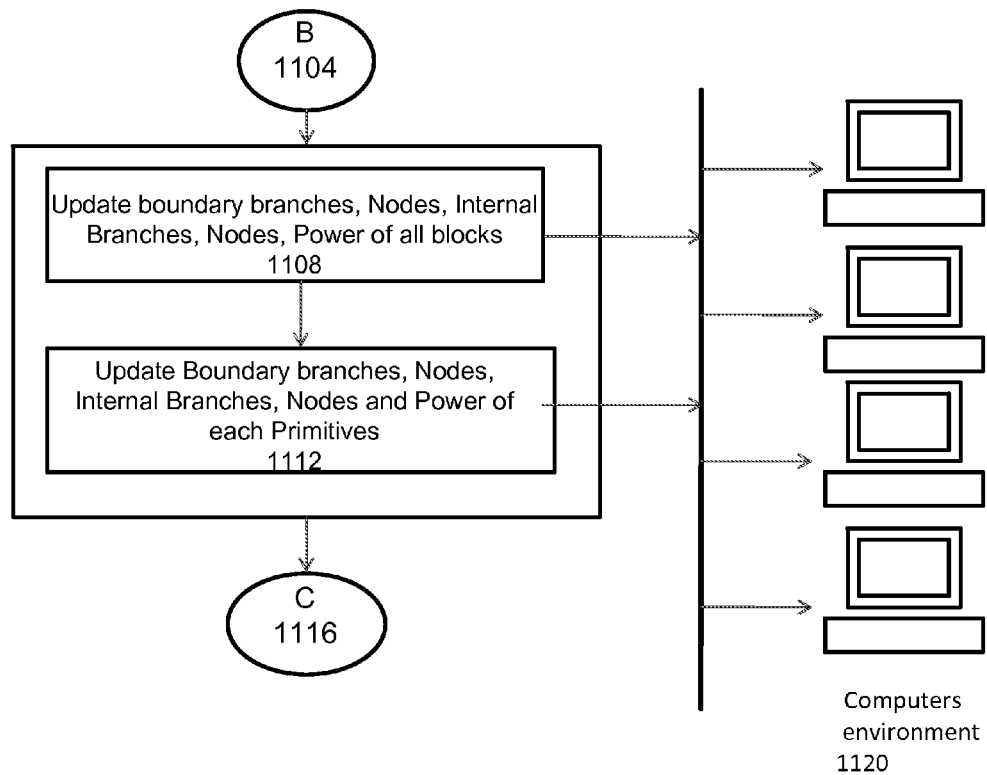 B
1104
Update boundary branches, Nodes, Internal
Branches, Nodes, Power of all blocks
1108
Update Boundary branches, Nodes,
Internal Branches, Nodes and Power of
each Primitives
1112
C
1116
Computers
environment
1120